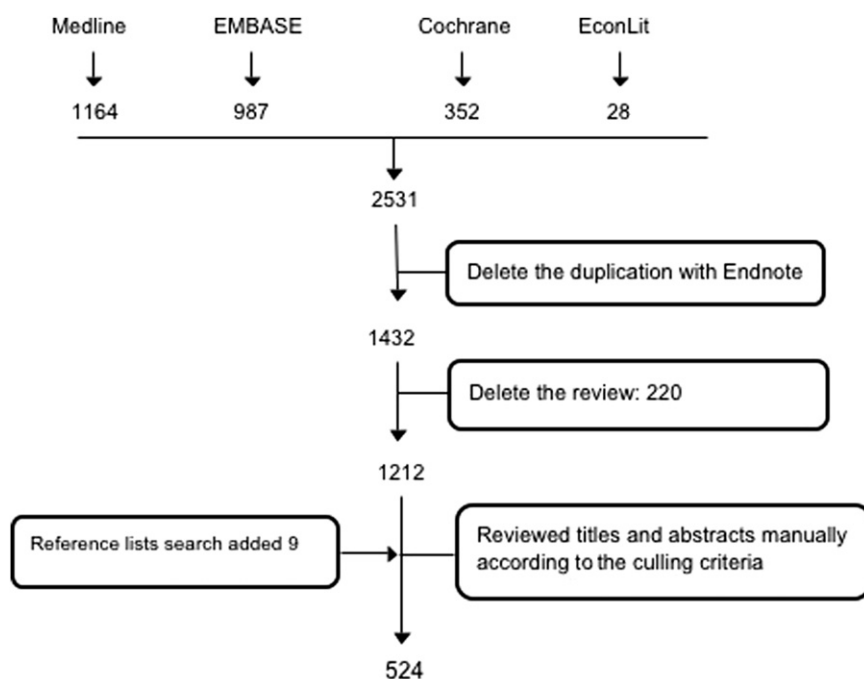 Medline EMBASE Cochrane EconLit
1164 987 352 28
2531
Delete the duplication with Endnote
1432
Delete the review: 220
1212
Reference lists search added 9
Reviewed titles and abstracts manually
according to the culling criteria
524